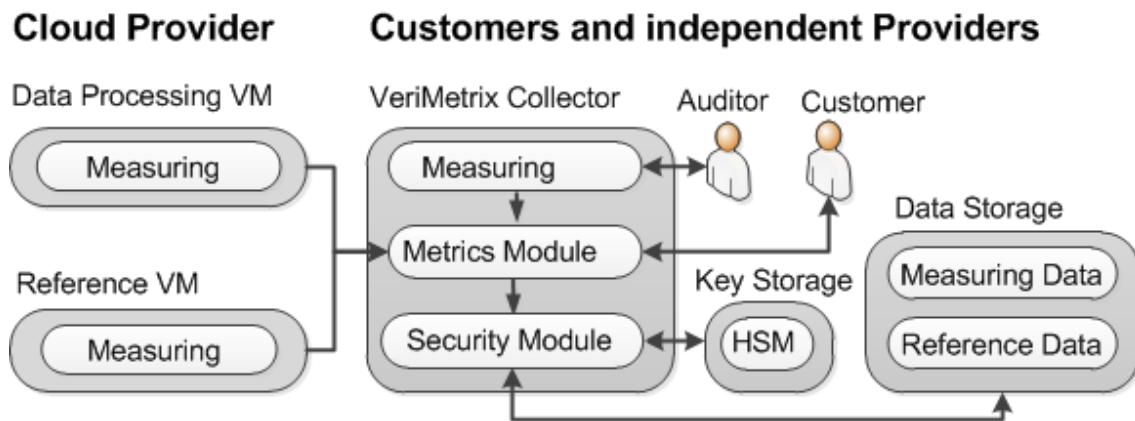 Cloud Provider
Customers and independent Providers
Data Processing VM
Measuring
Reference VM
Measuring
VeriMetrix Collector
Measuring
Metrics Module
Security Module
Auditor
Customer
Key Storage
HSM
Data Storage
Measuring Data
Reference Data